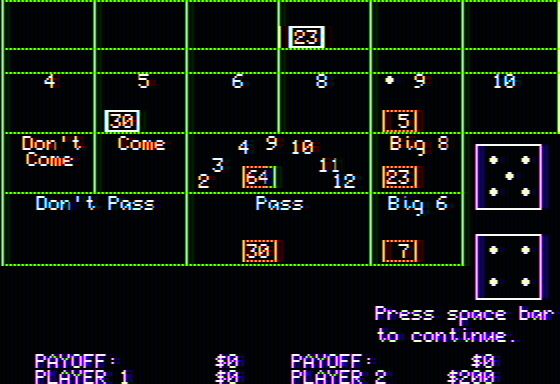 23
4 5 6 8 9 10
30 5
Don't Come Come 4 9 10 Big 8
3 11
2 64 12 23
Don't Pass Pass Big 6
30 7
Press space bar
to continue.
PAYOFF: $0 PAYOFF: $0
PLAYER 1 $0 PLAYER 2 $200